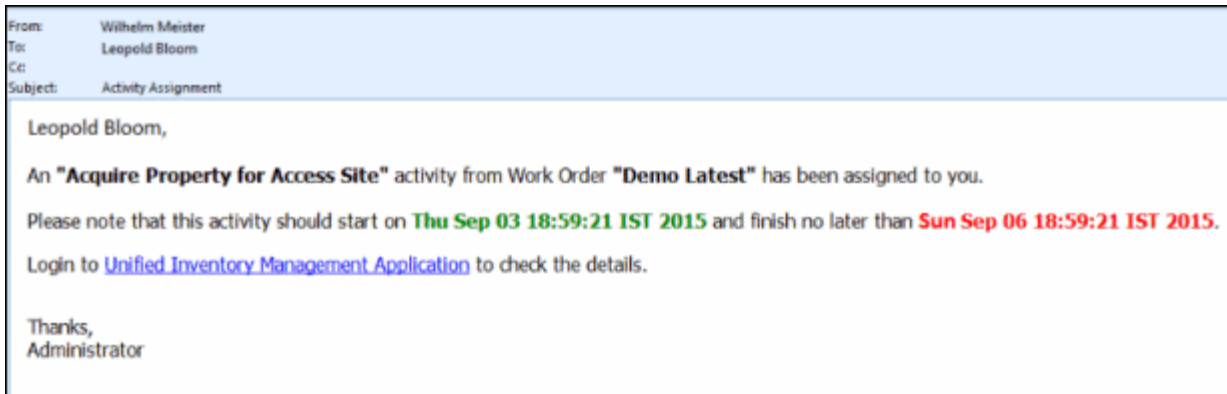 From: Wilhelm Meister
To: Leopold Bloom
Cc:
Subject: Activity Assignment
Leopold Bloom,
An "Acquire Property for Access Site" activity from Work Order "Demo Latest" has been assigned to you.
Please note that this activity should start on Thu Sep 03 18:59:21 IST 2015 and finish no later than Sun Sep 06 18:59:21 IST 2015.
Login to Unified Inventory Management Application to check the details.
Thanks,
Administrator